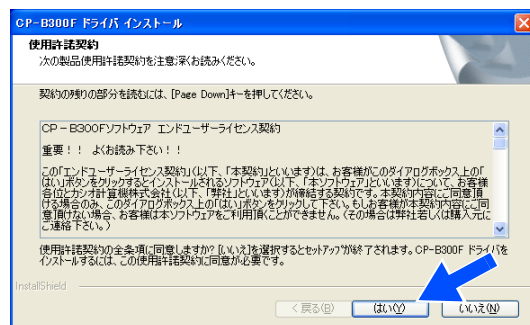 CP-B300F ドライバ インストール
使用許諾契約
次の製品使用許諾契約を注意深くお読みください。
契約の残りの部分を読むには、[Page Down]キーを押してください。
CP－B300Fソフトウェア エンドユーザーライセンス契約
重要！！ よくお読み下さい！！
この「エンドユーザーライセンス契約」(以下、「本契約」といいます)は、お客様がこのダイアログボックス上の「
はい」ボタンをクリックするとインストールされるソフトウェア(以下、「本ソフトウェア」といいます)について、お客様
各位とカシオ計算機株式会社(以下、「弊社」といいます)が締結する契約です。本契約内容にご同意頂
ける場合のみ、このダイアログボックス上の「はい」ボタンをクリックして下さい。もしお客様が本契約内容にご同
意頂けない場合、お客様は本ソフトウェアをご利用頂くことができません。(その場合は弊社若しくは購入元に
ご連絡下さい。)
使用許諾契約の全条項に同意しますか? [いいえ]を選択するとセットアップが終了されます。CP-B300F ドライバを
インストールするには、この使用許諾契約に同意が必要です。
InstallShield
< 戻る(B)
はい(Y)
いいえ(N)